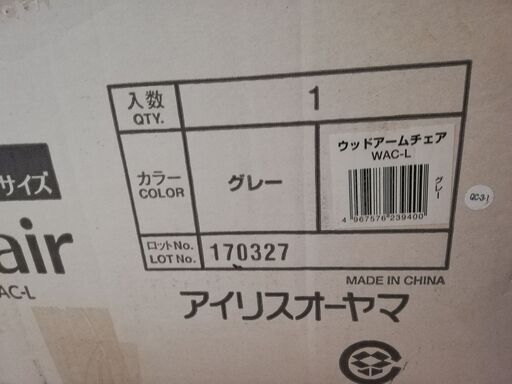 入数
QTY.
1
サイズ
カラー
COLOR
グレー
ウッドアームチェア
WAC-L
グレー
4 967576 239400
QC-3-1
air
AC-L
ロットNo.
LOT No.
170327
MADE IN CHINA
アイリスオーヤマ